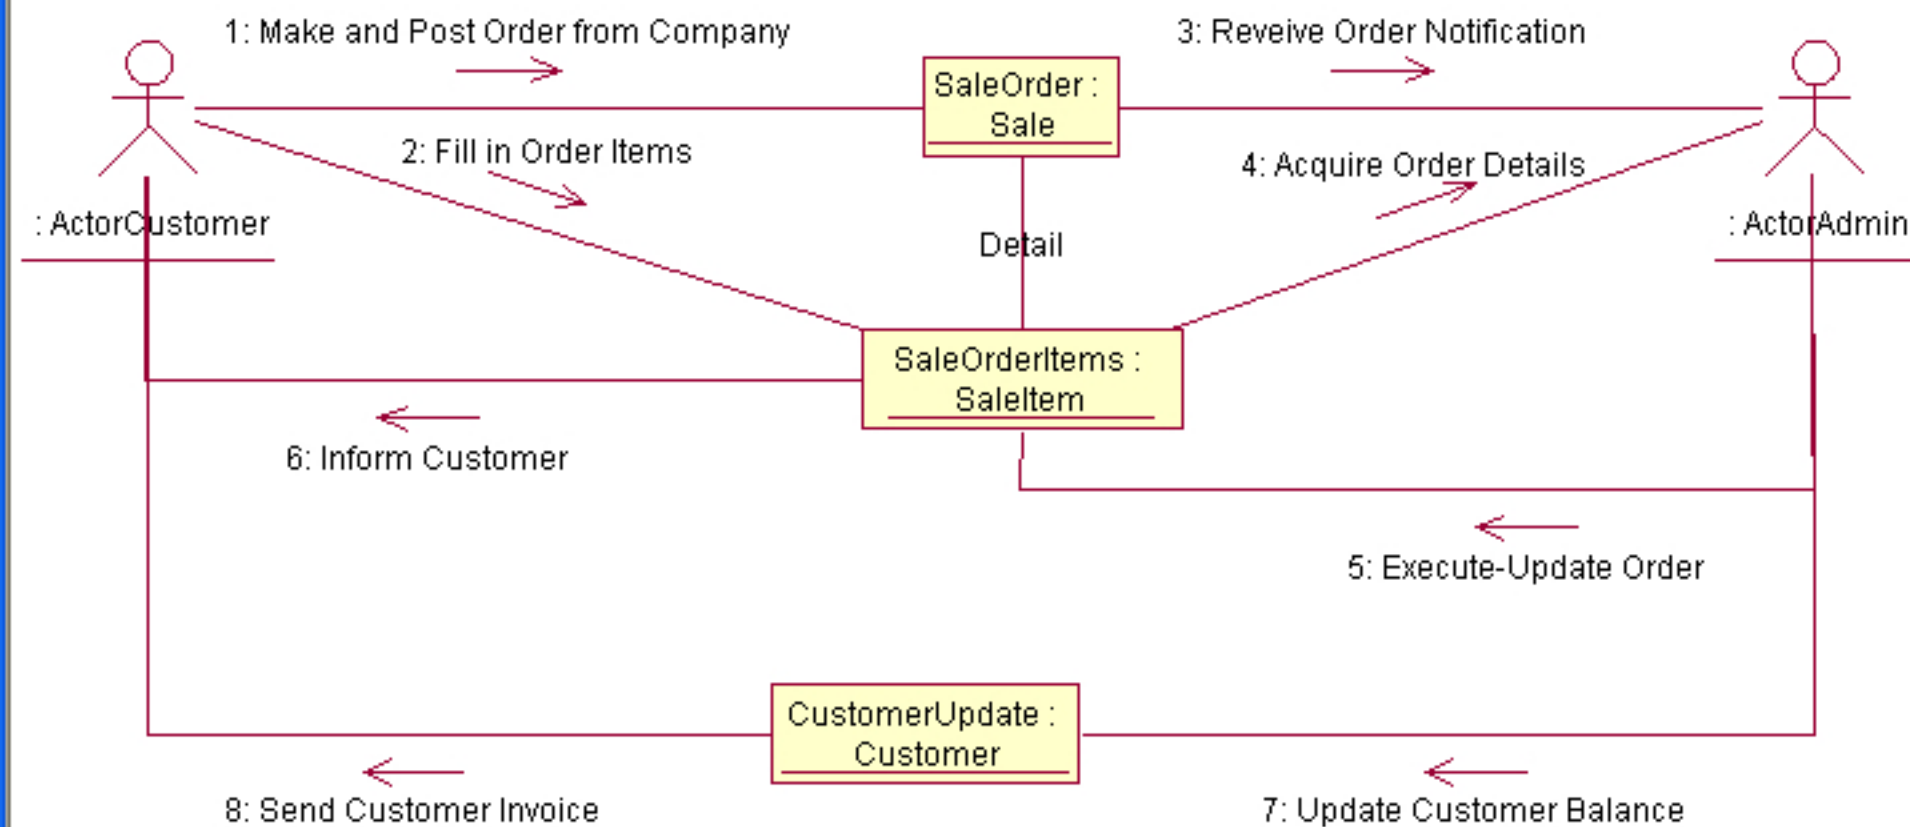 1: Make and Post Order from Company
3: Reveive Order Notification
SaleOrder :
Sale
2: Fill in Order Items
4: Acquire Order Details
: ActorCustomer
: ActorAdmin
Detail
SaleOrderItems :
SaleItem
6: Inform Customer
5: Execute-Update Order
CustomerUpdate :
Customer
8: Send Customer Invoice
7: Update Customer Balance